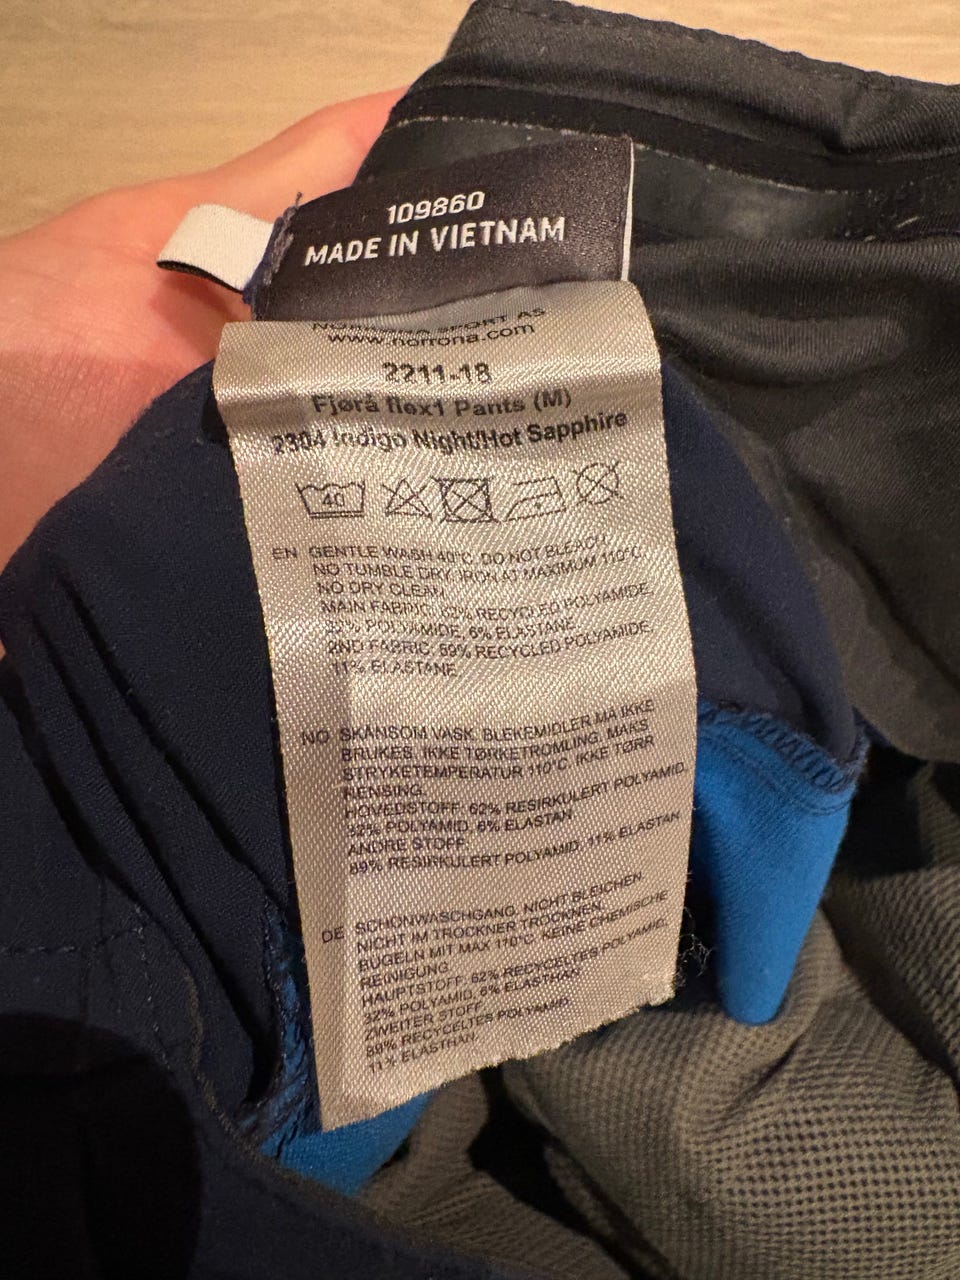 109860
MADE IN VIETNAM
NORRØNA SPORT AS
www.norrona.com
2211-18
Fjørå flex1 Pants (M)
2304 Indigo Night/Hot Sapphire
40
EN GENTLE WASH 40°C. DO NOT BLEACH.
NO TUMBLE DRY. IRON AT MAXIMUM 110°C.
NO DRY CLEAN.
MAIN FABRIC: 62% RECYCLED POLYAMIDE,
32% POLYAMIDE, 6% ELASTANE.
2ND FABRIC: 89% RECYCLED POLYAMIDE,
11% ELASTANE.
NO SKÅNSOM VASK. BLEKEMIDLER MÅ IKKE
BRUKES. IKKE TØRKETROMLING. MAKS
STRYKETEMPERATUR 110°C. IKKE TØRR
RENSING.
HOVEDSTOFF: 62% RESIRKULERT POLYAMID,
32% POLYAMID, 6% ELASTAN.
ANDRE STOFF:
89% RESIRKULERT POLYAMID, 11% ELASTAN.
DE SCHONWASCHGANG. NICHT BLEICHEN.
NICHT IM TROCKNER TROCKNEN.
BÜGELN MIT MAX 110°C. KEINE CHEMISCHE
REINIGUNG.
HAUPTSTOFF: 62% RECYCELTES POLYAMID,
32% POLYAMID, 6% ELASTHAN.
ZWEITER STOFF:
89% RECYCELTES POLYAMID,
11% ELASTHAN.